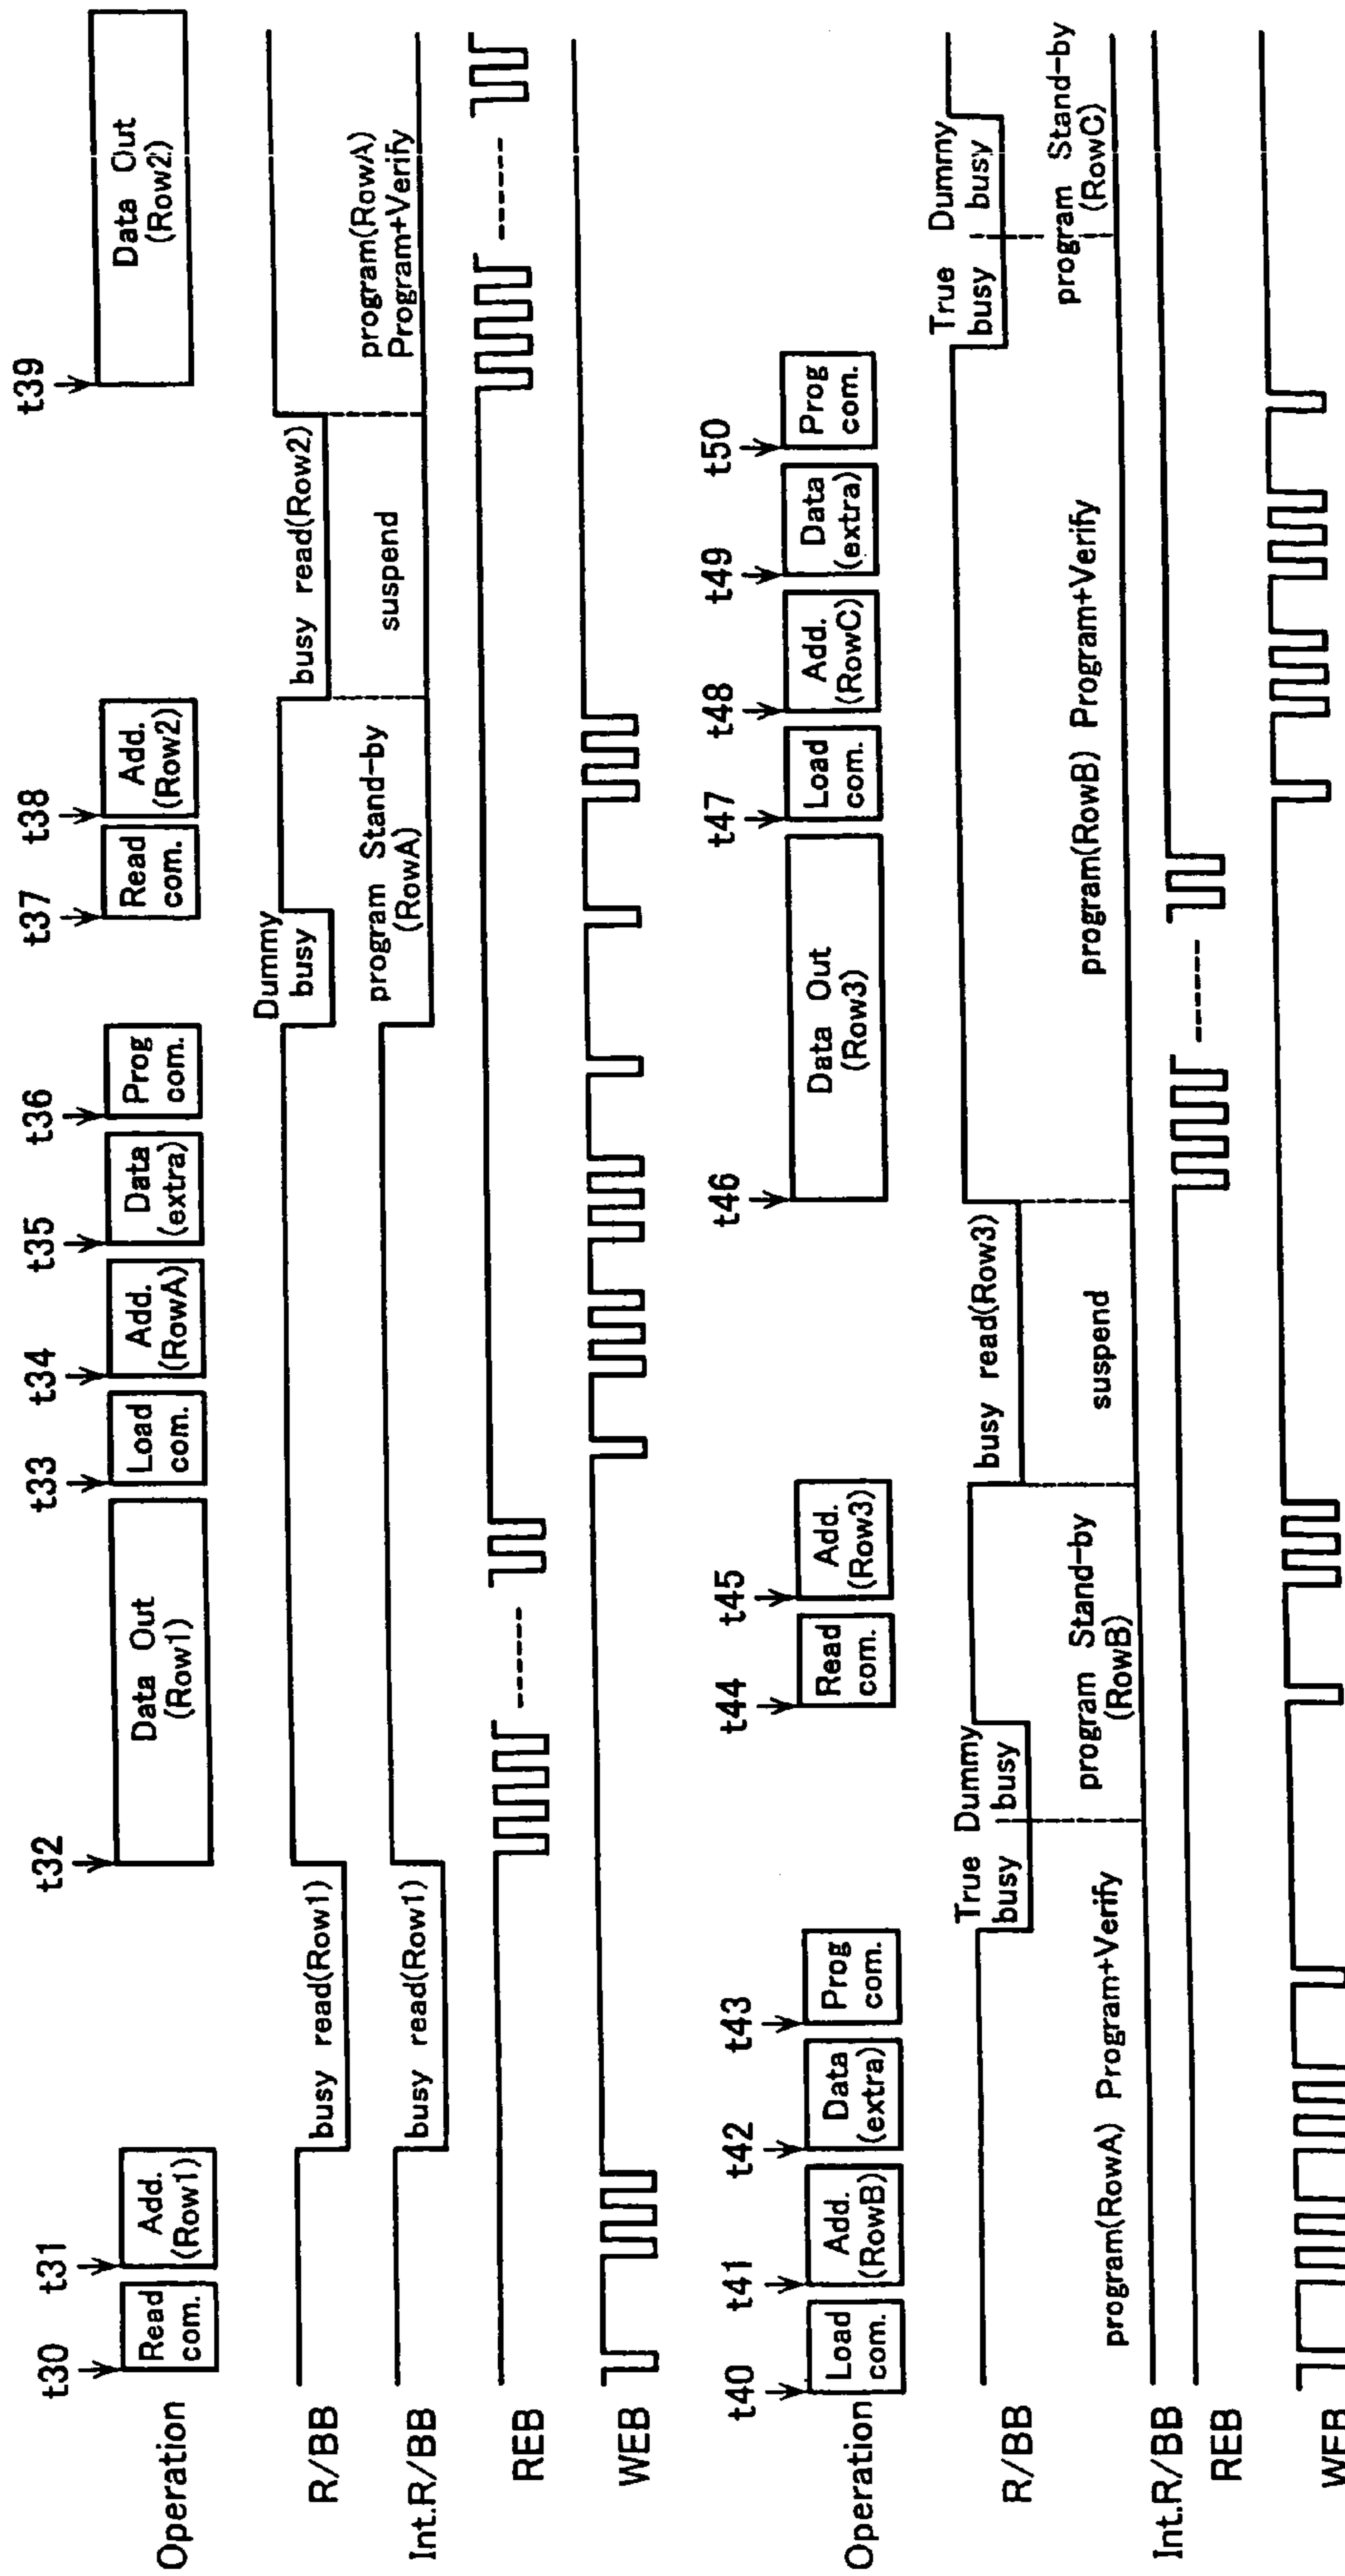 t30
t31
t32
t33
t34
t35
t36
t37
t38
t39
Operation
Read
com.
Add.
(Row1)
Data Out
(Row1)
Load
com.
Add.
(RowA)
Data
(extra)
Prog
com.
Read
com.
Add.
(Row2)
Data Out
(Row2)
R/BB
busy read(Row1)
Dummy
busy
busy read(Row2)
Int.R/BB
busy read(Row1)
program Stand-by
(RowA)
suspend
program(RowA)
Program+Verify
REB
WEB
t40
t41
t42
t43
t44
t45
t46
t47
t48
t49
t50
Operation
Load
com.
Add.
(RowB)
Data
(extra)
Prog
com.
Read
com.
Add.
(Row3)
Data Out
(Row3)
Load
com.
Add.
(RowC)
Data
(extra)
Prog
com.
R/BB
True
busy
Dummy
busy
busy read(Row3)
True
busy
Dummy
busy
program(RowA) Program+Verify
program Stand-by
(RowB)
suspend
program(RowB) Program+Verify
program Stand-by
(RowC)
Int.R/BB
REB
WEB